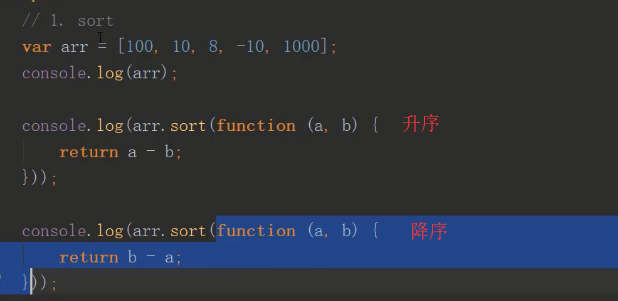 // 1. sort
var arr = [100, 10, 8, -10, 1000];
console.log(arr);
console.log(arr.sort(function (a, b) { 升序
return a - b;
}));
console.log(arr.sort(function (a, b) { 降序
return b - a;
}));